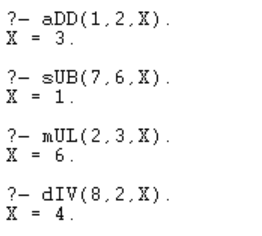 ?- aDD(1,2,X).
X = 3.
?- sUB(7,6,X).
X = 1.
?- mUL(2,3,X).
X = 6.
?- dIV(8,2,X).
X = 4.